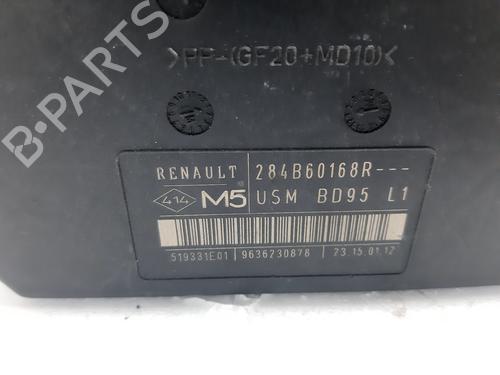 >PP-(GF20+MD10)<
RENAULT 284B60168R---
414 M5 USM BD95 L1
519331E01 9636230878 23.15.01.12
B-PARTS